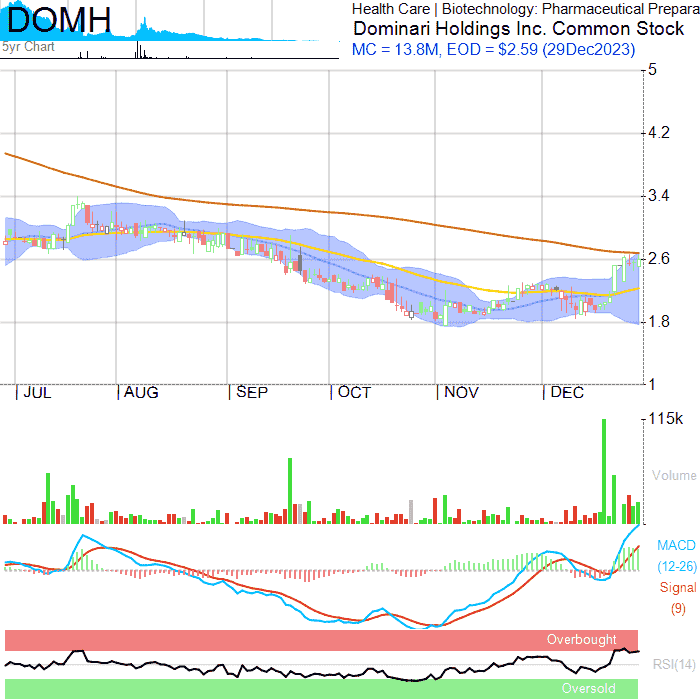 DOMH
5yr Chart
Health Care | Biotechnology: Pharmaceutical Prepara
Dominari Holdings Inc. Common Stock
MC = 13.8M, EOD = $2.59 (29Dec2023)
5
4.2
3.4
2.6
1.8
1
JUL AUG SEP OCT NOV DEC
115k
Volume
MACD
(12-26)
Signal
(9)
Overbought
RSI(14)
Oversold